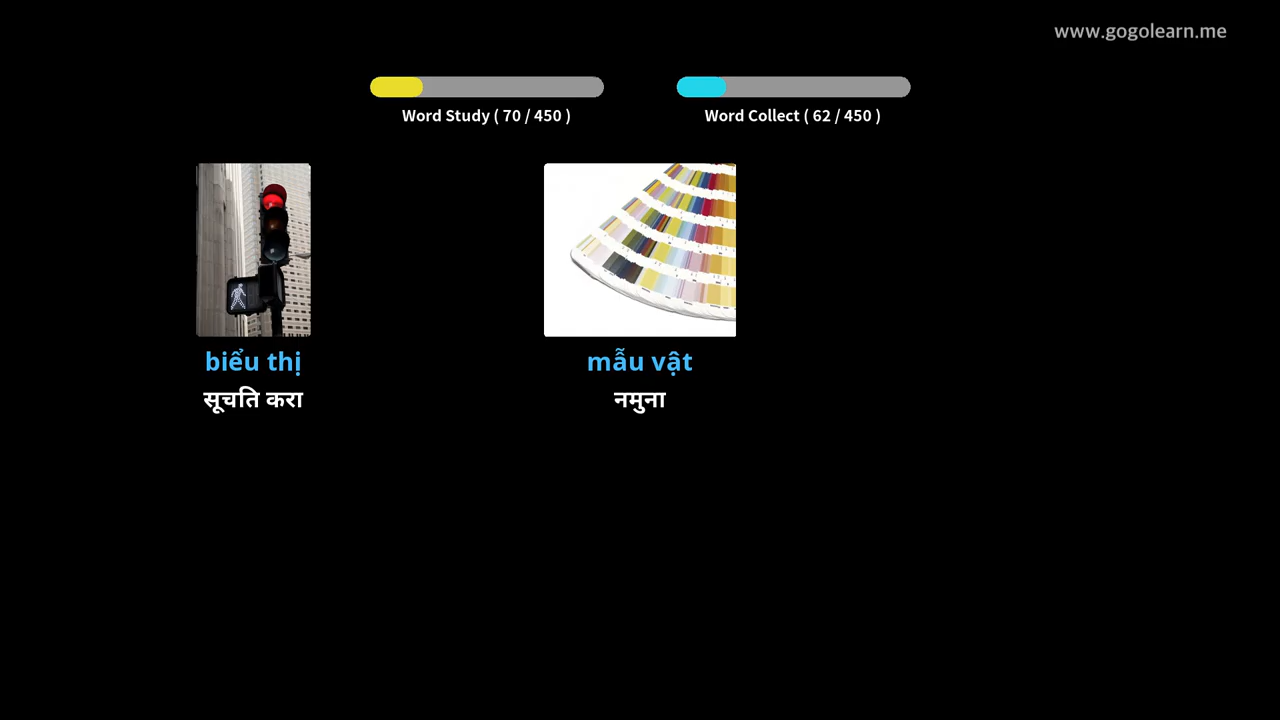 www.gogolearn.me
Word Study ( 70 / 450 )
Word Collect ( 62 / 450 )
biểu thị
mẫu vật
सूचति करा
नमुना